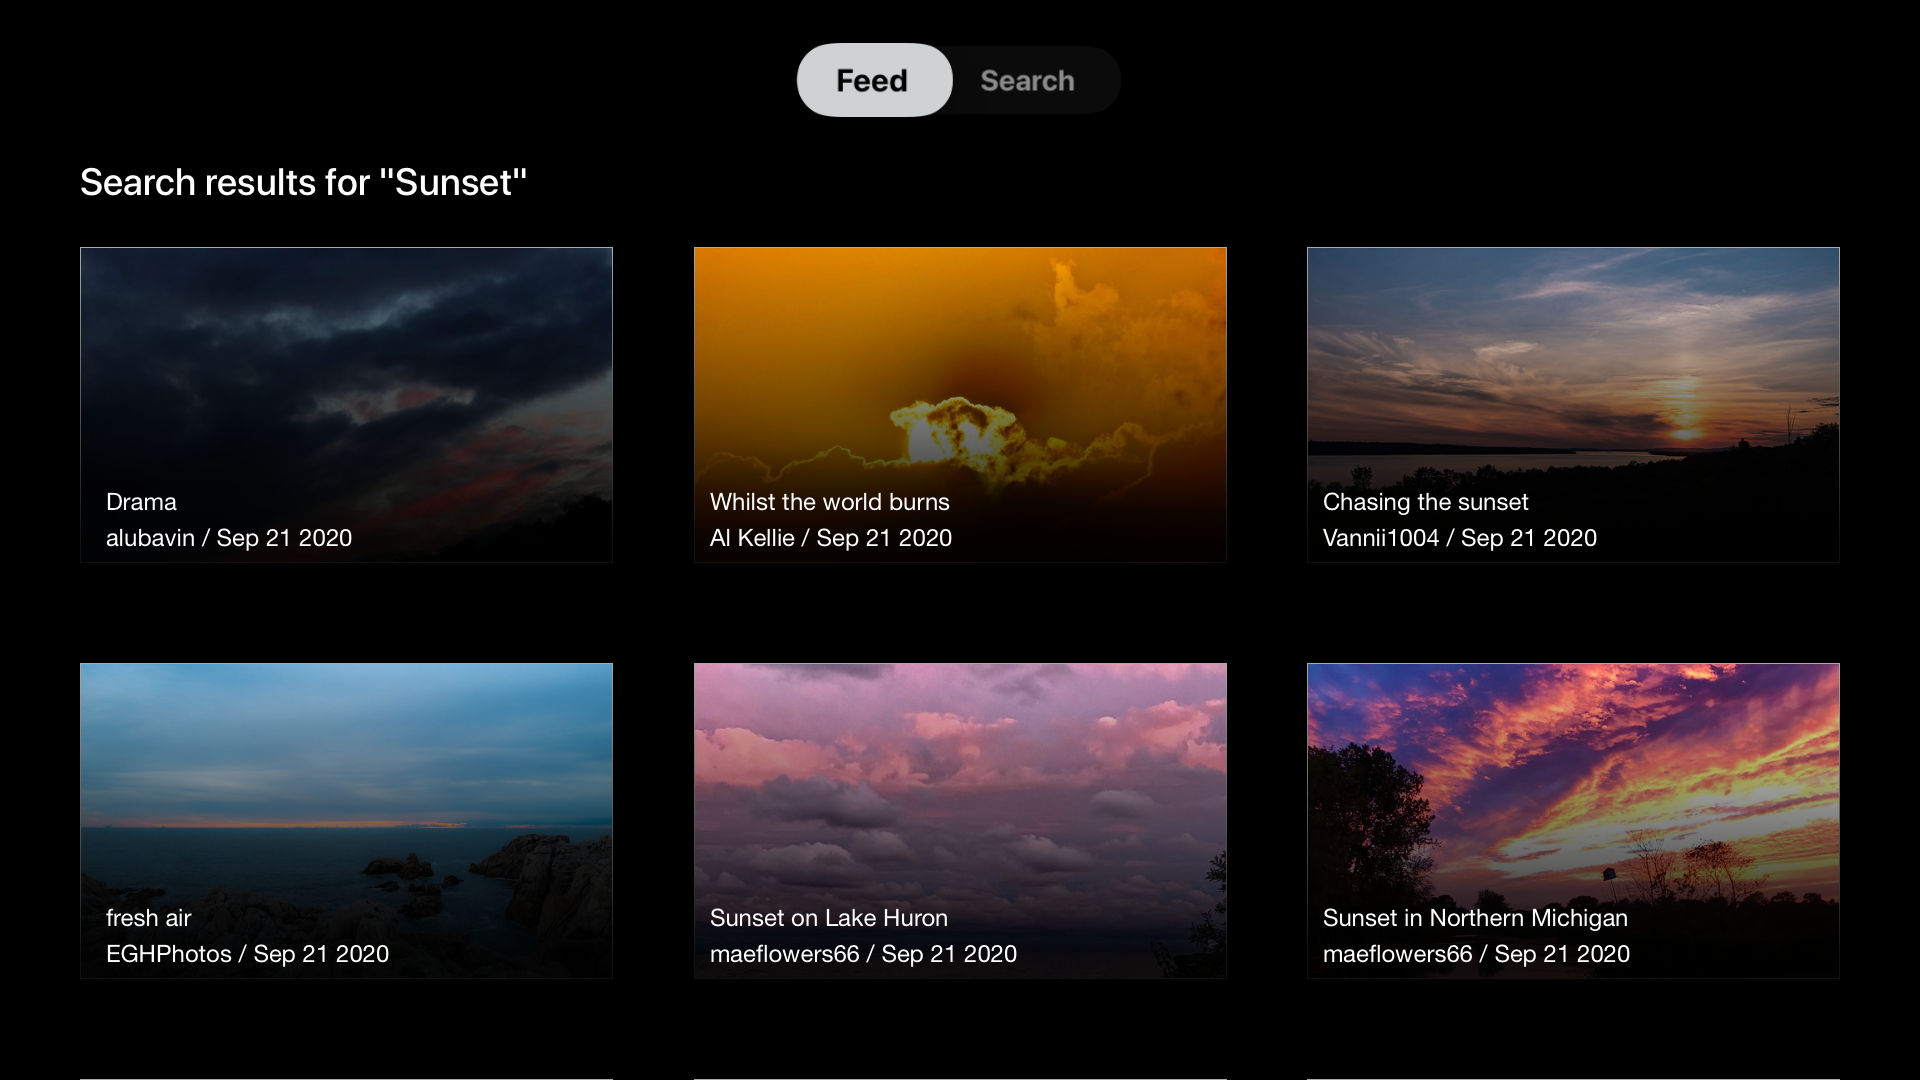 Feed Search
Search results for "Sunset"
Drama
alubavin / Sep 21 2020
Whilst the world burns
Al Kellie / Sep 21 2020
Chasing the sunset
Vannii1004 / Sep 21 2020
fresh air
EGHPhotos / Sep 21 2020
Sunset on Lake Huron
maeflowers66 / Sep 21 2020
Sunset in Northern Michigan
maeflowers66 / Sep 21 2020